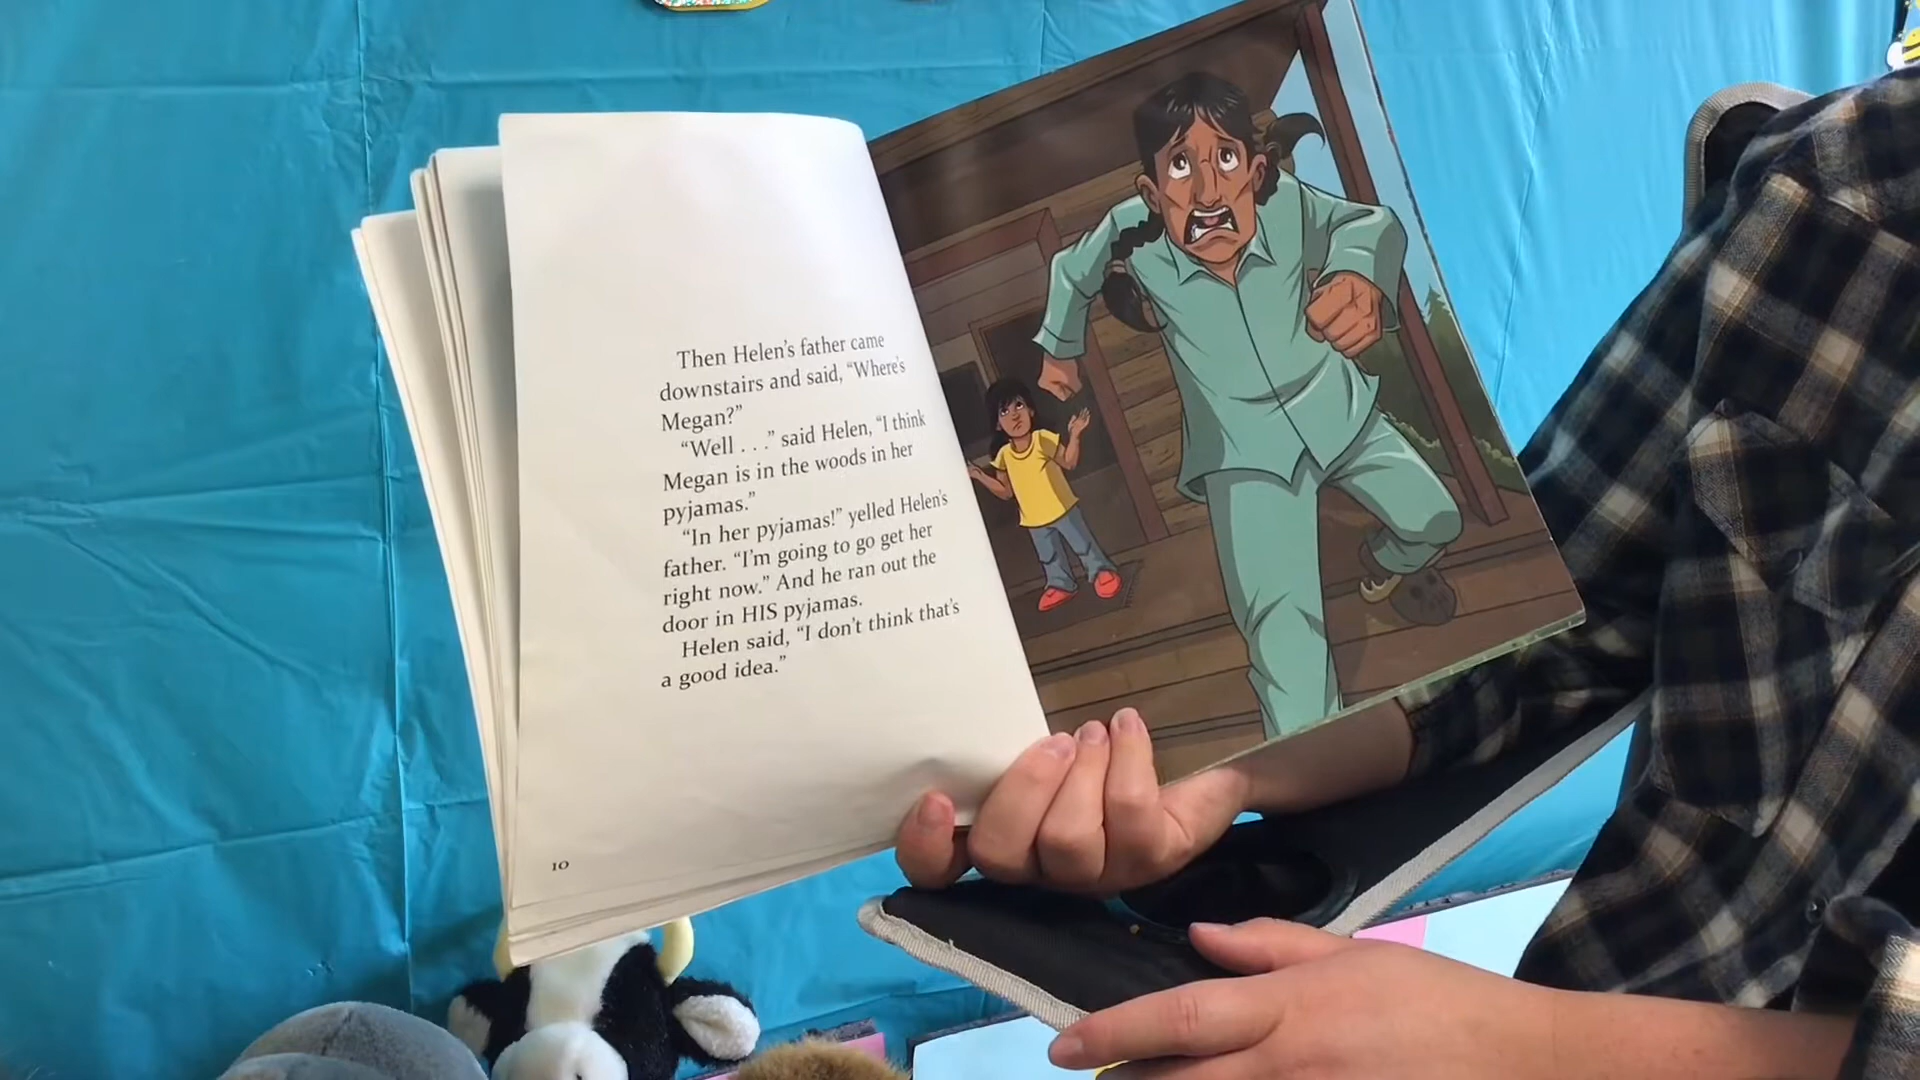 Then Helen's father came
downstairs and said, “Where's
Megan?”
“Well . . .” said Helen, “I think
Megan is in the woods in her
pyjamas.”
“In her pyjamas!” yelled Helen's
father. “I'm going to go get her
right now.” And he ran out the
door in HIS pyjamas.
Helen said, “I don't think that's
a good idea.”
10